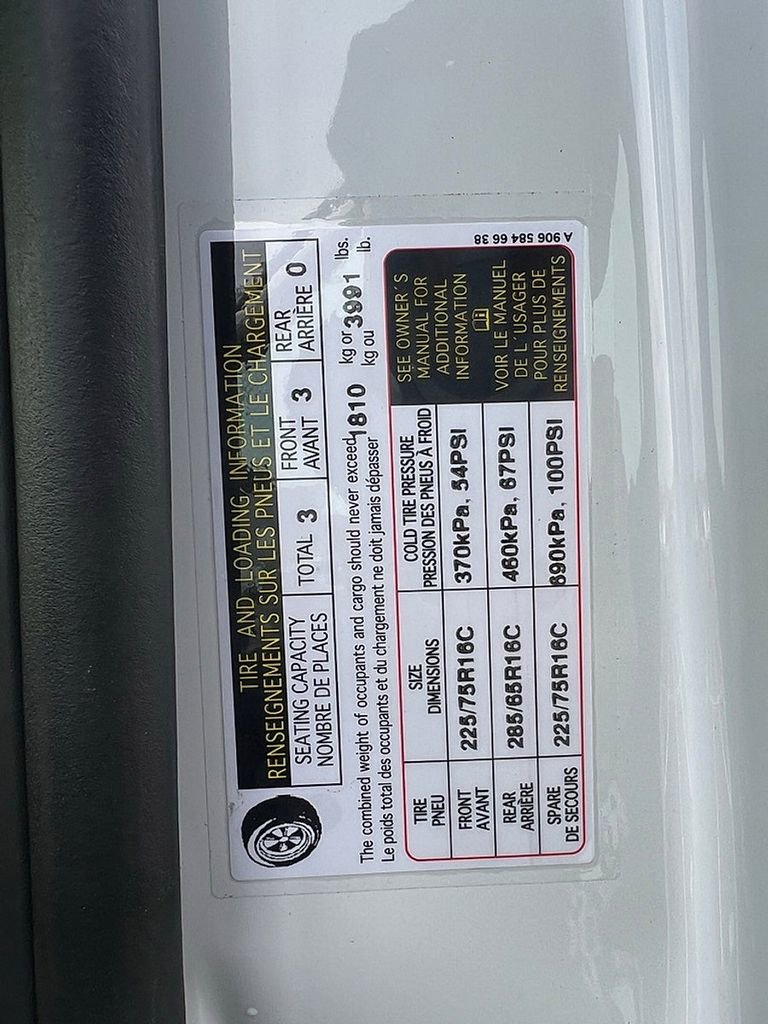 TIRE AND LOADING INFORMATION
RENSEIGNEMENTS SUR LES PNEUS ET LE CHARGEMENT
SEATING CAPACITY
NOMBRE DE PLACES
TOTAL 3
FRONT
AVANT 3
REAR
ARRIÈRE 0
The combined weight of occupants and cargo should never exceed 1810 kg or 3991 lbs.
Le poids total des occupants et du chargement ne doit jamais dépasser kg ou lb.
TIRE
PNEU
SIZE
DIMENSIONS
COLD TIRE PRESSURE
PRESSION DES PNEUS À FROID
FRONT
AVANT
225/75R16C
370kPa, 54PSI
REAR
ARRIÈRE
285/65R16C
460kPa, 67PSI
SPARE
DE SECOURS
225/75R16C
690kPa, 100PSI
SEE OWNER´S
MANUAL FOR
ADDITIONAL
INFORMATION
VOIR LE MANUEL
DE L´USAGER
POUR PLUS DE
RENSEIGNEMENTS
A 906 584 66 38